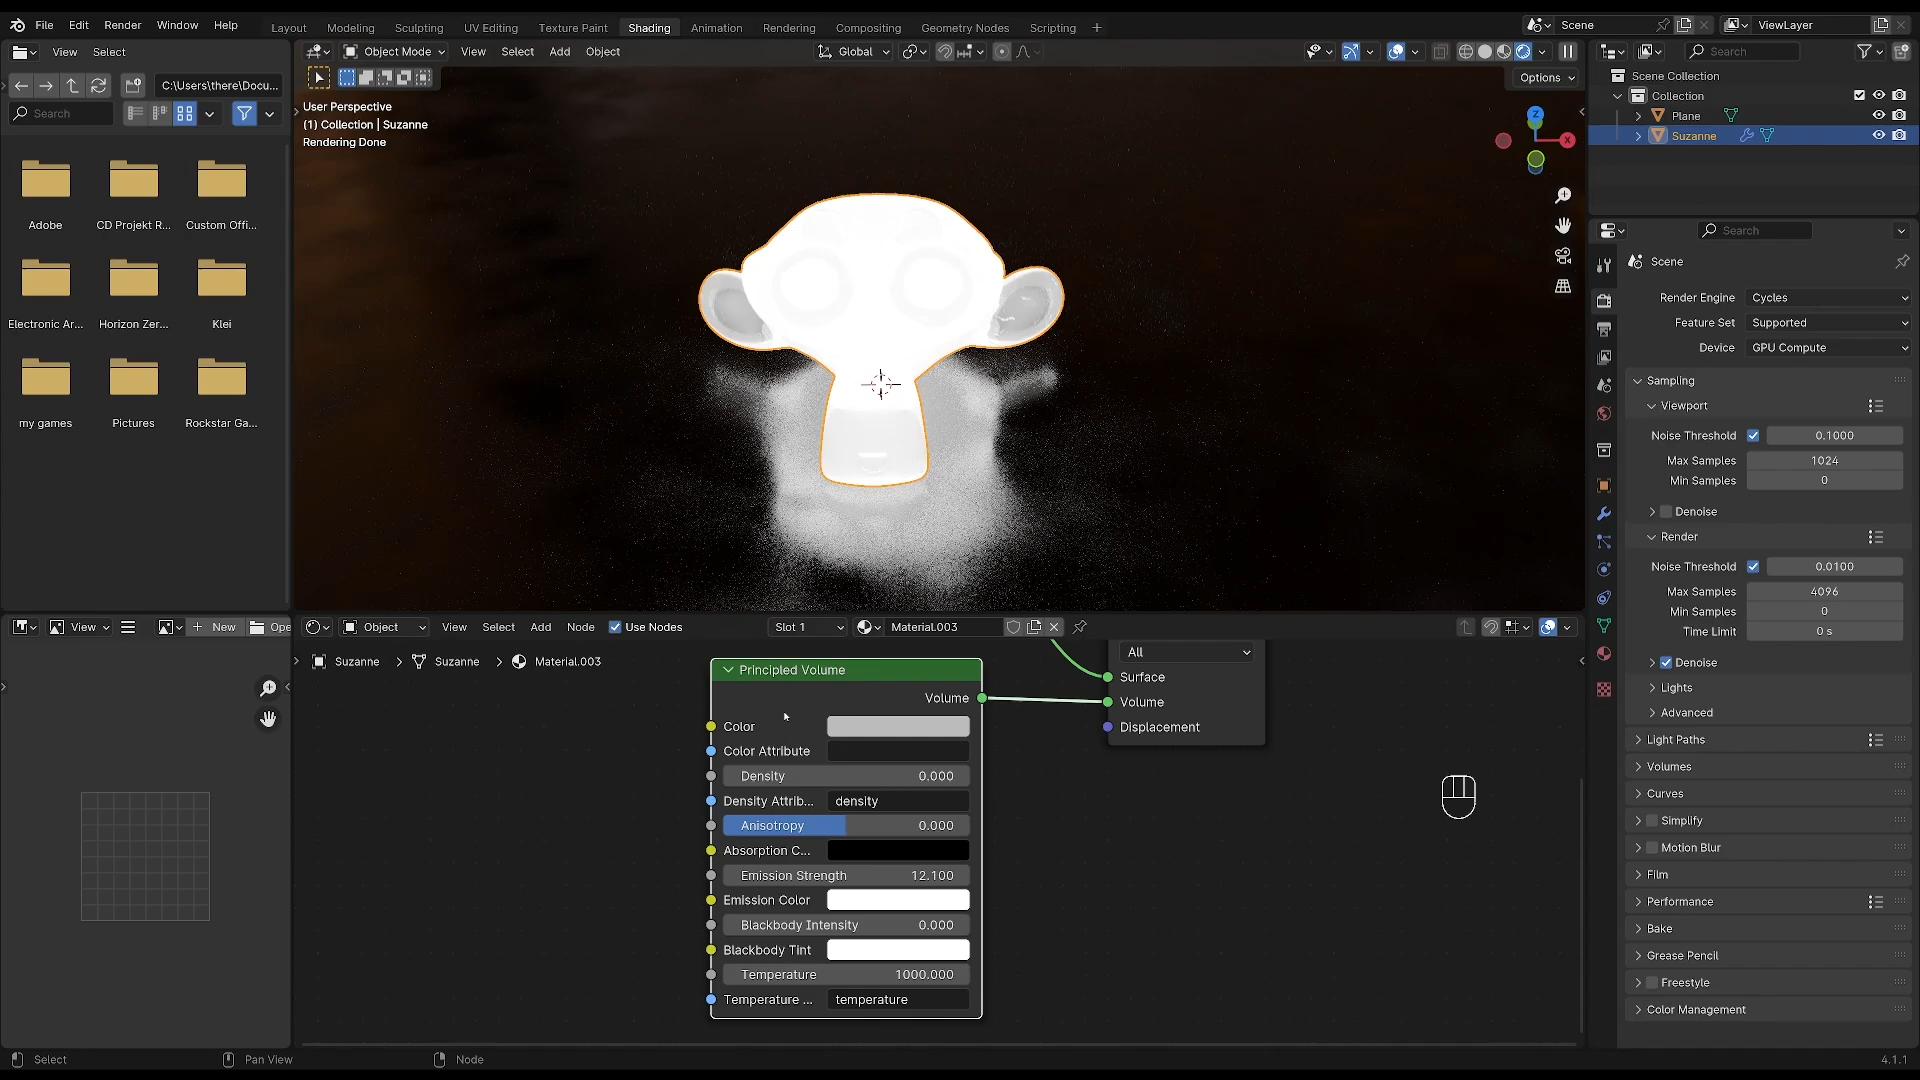 File Edit Render Window Help
Layout Modeling Sculpting UV Editing Texture Paint Shading Animation Rendering Compositing Geometry Nodes Scripting +
Scene
ViewLayer
View Select
Object Mode View Select Add Object
Global
Search
C:\Users\there\Docu...
Options
Search
User Perspective
(1) Collection | Suzanne
Rendering Done
Scene Collection
Collection
Plane
Suzanne
Z
X
Adobe
CD Projekt R...
Custom Offi...
Electronic Ar...
Horizon Zer...
Klei
my games
Pictures
Rockstar Ga...
Search
Scene
Render Engine Cycles
Feature Set Supported
Device GPU Compute
Sampling
Viewport
Noise Threshold 0.1000
Max Samples 1024
Min Samples 0
Denoise
Render
Noise Threshold 0.0100
Max Samples 4096
Min Samples 0
Time Limit 0 s
Denoise
Lights
Advanced
Light Paths
Volumes
Curves
Simplify
Motion Blur
Film
Performance
Bake
Grease Pencil
Freestyle
Color Management
View
New
Ope
Object View Select Add Node Use Nodes Slot 1 Material.003
Suzanne > Suzanne > Material.003
Principled Volume
Volume
Color
Color Attribute
Density 0.000
Density Attrib... density
Anisotropy 0.000
Absorption C...
Emission Strength 12.100
Emission Color
Blackbody Intensity 0.000
Blackbody Tint
Temperature 1000.000
Temperature ... temperature
All
Surface
Volume
Displacement
Select
Pan View
Node
4.1.1